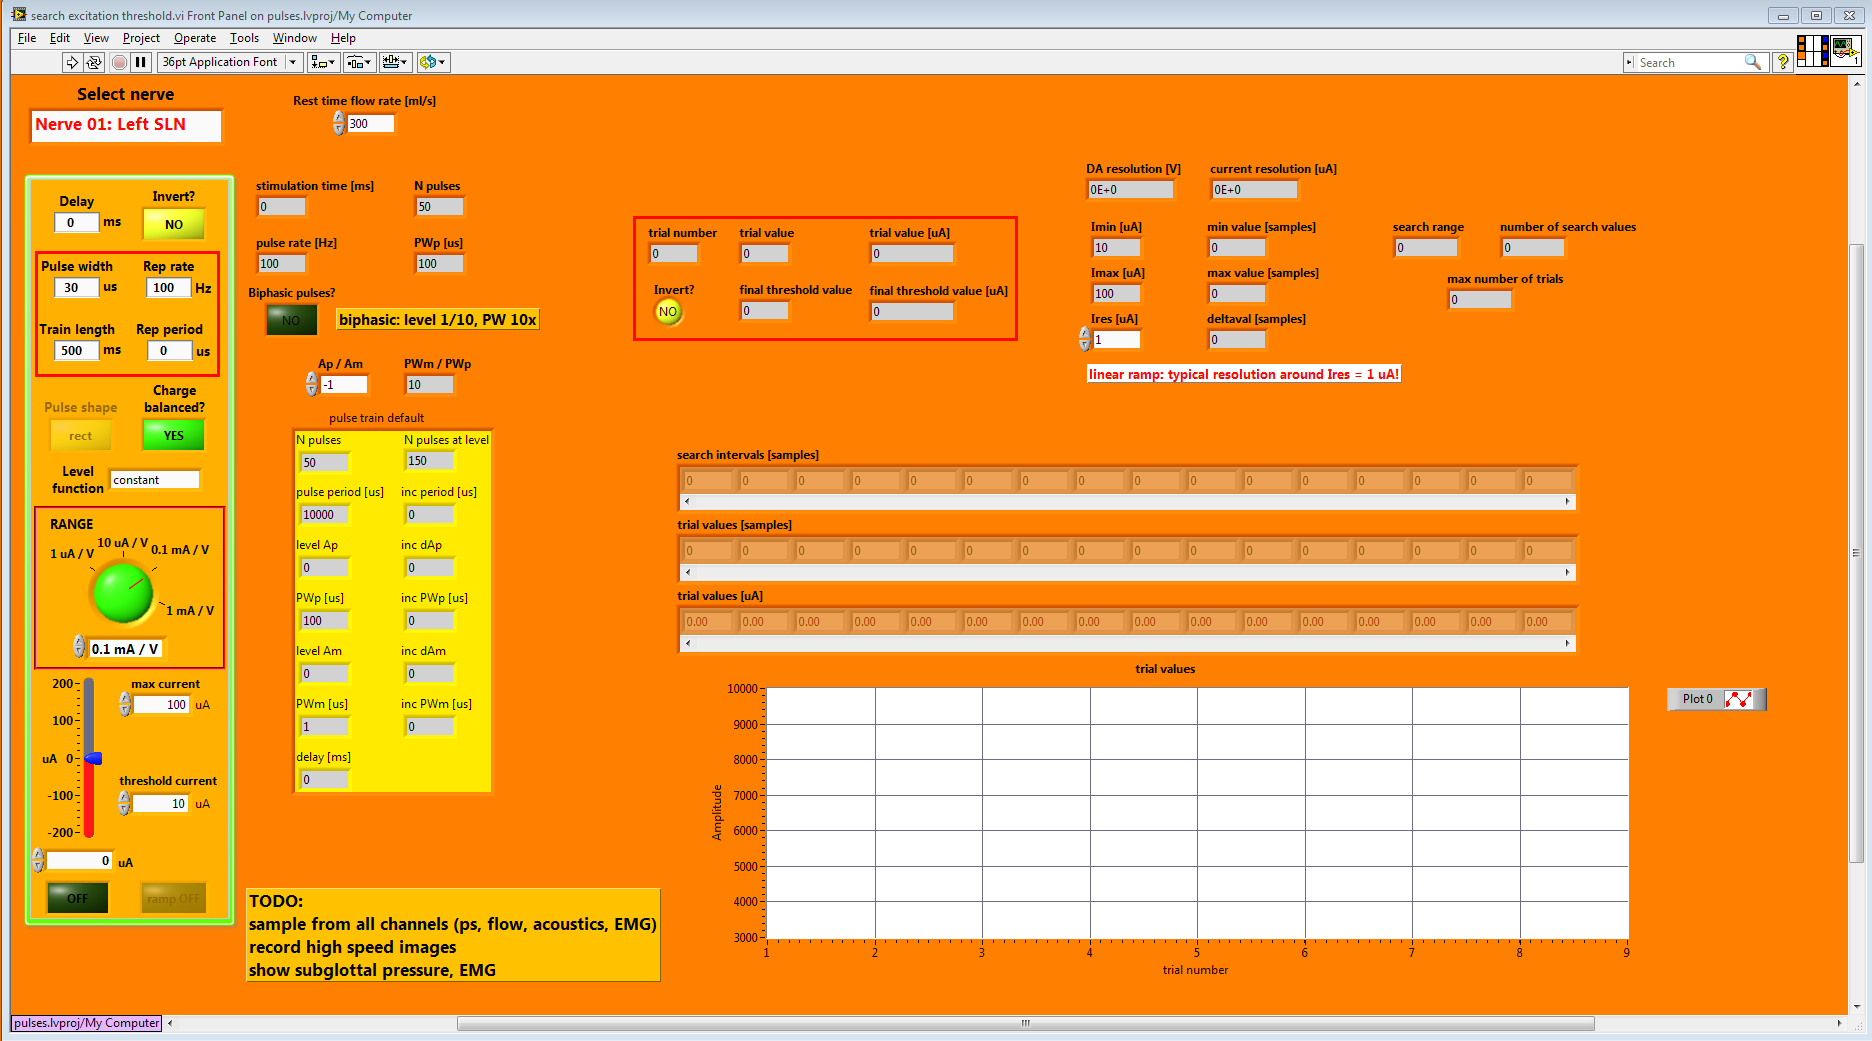 search excitation threshold.vi Front Panel on pulses.lvproj/My Computer
File Edit View Project Operate Tools Window Help
36pt Application Font
Search
1
Select nerve
Nerve 01: Left SLN
Rest time flow rate [ml/s]
300
Delay
0 ms
Invert?
NO
Pulse width
30 us
Rep rate
100 Hz
Train length
500 ms
Rep period
0 us
Pulse shape
rect
Charge
balanced?
YES
Level
function
constant
RANGE
1 uA / V
10 uA / V
0.1 mA / V
1 mA / V
0.1 mA / V
200
100
uA 0
-100
-200
max current
100 uA
threshold current
10 uA
0 uA
OFF
ramp OFF
stimulation time [ms]
0
N pulses
50
pulse rate [Hz]
100
PWp [us]
100
Biphasic pulses?
NO
biphasic: level 1/10, PW 10x
Ap / Am
-1
PWm / PWp
10
pulse train default
N pulses
50
N pulses at level
150
pulse period [us]
10000
inc period [us]
0
level Ap
0
inc dAp
0
PWp [us]
100
inc PWp [us]
0
level Am
0
inc dAm
0
PWm [us]
1
inc PWm [us]
0
delay [ms]
0
TODO:
sample from all channels (ps, flow, acoustics, EMG)
record high speed images
show subglottal pressure, EMG
trial number
0
trial value
0
trial value [uA]
0
Invert?
NO
final threshold value
0
final threshold value [uA]
0
DA resolution [V]
0E+0
current resolution [uA]
0E+0
Imin [uA]
10
min value [samples]
0
search range
0
number of search values
0
Imax [uA]
100
max value [samples]
0
max number of trials
0
Ires [uA]
1
deltaval [samples]
0
linear ramp: typical resolution around Ires = 1 uA!
search intervals [samples]
0 0 0 0 0 0 0 0 0 0 0 0 0 0 0 0
trial values [samples]
0 0 0 0 0 0 0 0 0 0 0 0 0 0 0 0
trial values [uA]
0.00 0.00 0.00 0.00 0.00 0.00 0.00 0.00 0.00 0.00 0.00 0.00 0.00 0.00 0.00 0.00
trial values
Plot 0
Amplitude
10000
9000
8000
7000
6000
5000
4000
3000
1 2 3 4 5 6 7 8 9
trial number
pulses.lvproj/My Computer